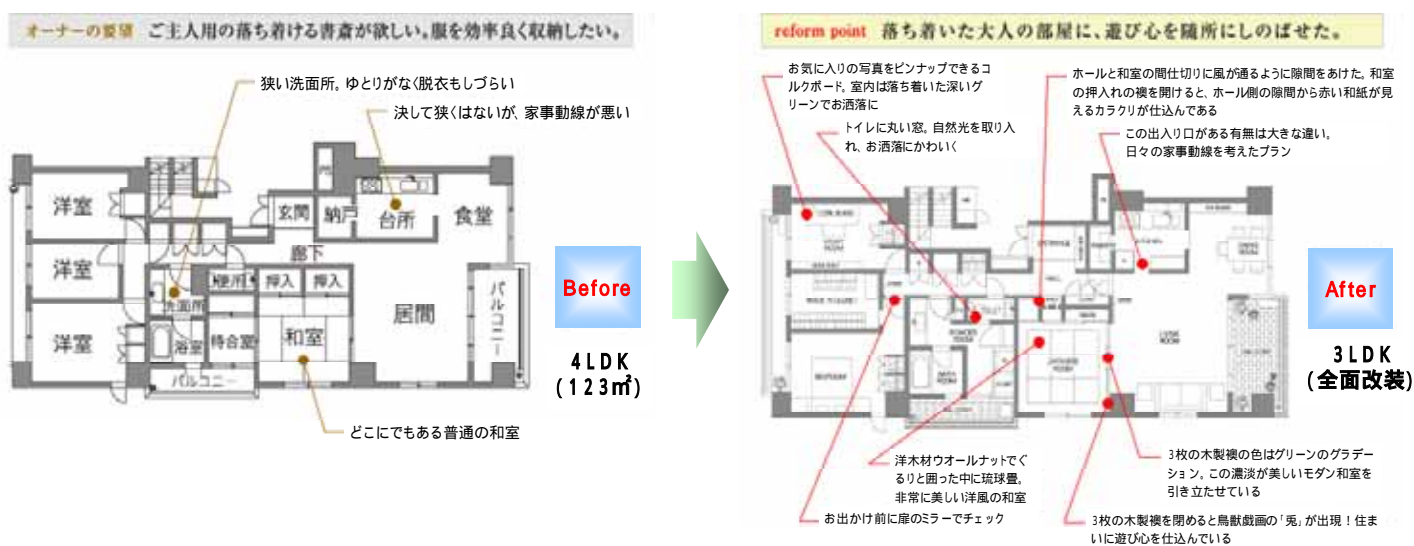 オーナーの要望 ご主人用の落ち着ける書斎が欲しい。服を効率良く収納したい。
狭い洗面所。ゆとりがなく脱衣もしづらい
決して狭くはないが、家事動線が悪い
洋室
洋室
洋室
玄関
納戸
台所
食堂
廊下
便所
押入
押入
洗面所
浴室
待合室
和室
居間
バルコニー
バルコニー
どこにでもある普通の和室
Before
4LDK
(123㎡)
reform point 落ち着いた大人の部屋に、遊び心を随所にしのばせた。
お気に入りの写真をピンナップできるコ
ルクボード。室内は落ち着いた深いグ
リーンでお洒落に
トイレに丸い窓。自然光を取り入
れ、お洒落にかわいく
ホールと和室の間仕切りに風が通るように隙間をあけた。和室
の押入れの襖を開けると、ホール側の隙間から赤い和紙が見
えるカラクリが仕込んである
この出入り口がある有無は大きな違い。
日々の家事動線を考えたプラン
After
3LDK
(全面改装)
洋木材ウオールナットでぐ
るりと囲った中に琉球畳。
非常に美しい洋風の和室
お出かけ前に扉のミラーでチェック
3枚の木製襖の色はグリーンのグラデー
ション。この濃淡が美しいモダン和室を
引き立たせている
3枚の木製襖を閉めると鳥獣戯画の「兎」が出現！住ま
いに遊び心を仕込んでいる